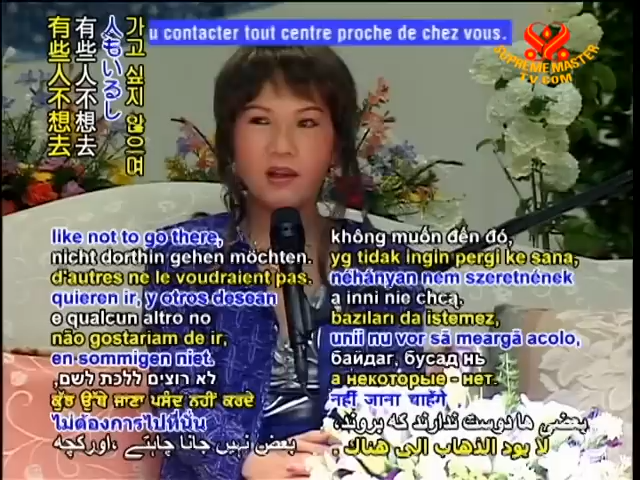 u contacter tout centre proche de chez vous.
SUPREME MASTER
TV.COM
有些人不想去
有些人不想去
人もいるし
가고 싶지 않으며
like not to go there,
nicht dorthin gehen möchten.
d'autres ne le voudraient pas.
quieren ir, y otros desean
e qualcun altro no
não gostariam de ir,
en sommigen niet.
לא רוצים ללכת לשם,
ਕੁੱਝ ਉੱਥੇ ਜਾਣਾ ਪਸੰਦ ਨਹੀਂ ਕਰਦੇ
ไม่ต้องการไปที่นั่น
بعض نہیں جانا چاہتے ،اورکچھ
không muốn đến đó,
yg tidak ingin pergi ke sana,
néhányan nem szeretnének
a inni nie chcą,
bazıları da istemez,
unii nu vor să meargă acolo,
байдаг, бусад нь
а некоторые - нет.
नहीं जाना चाहेंगे
بعضی ها دوست ندارند که بروند،
لا يود الذهاب الى هناك .